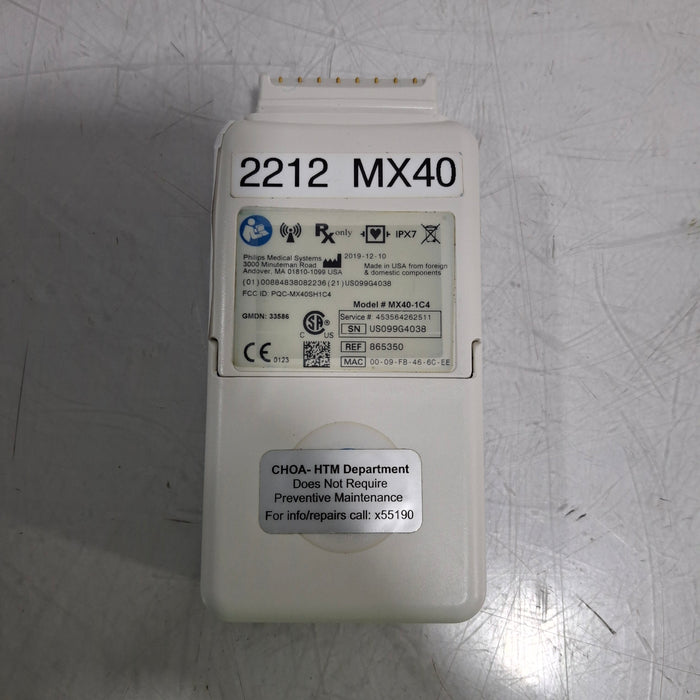 2212 MX40
Rx only IPX7
Philips Medical Systems 2019-12-10
3000 Minuteman Road Made in USA from foreign
Andover, MA 01810-1099 USA & domestic components
(01)00884838082236(21)US099G4038
FCC ID: PQC-MX40SH1C4
Model # MX40-1C4
GMDN: 33586 Service # 453564262511
CSA C US SN US099G4038
CE 0123 REF 865350
MAC 00-09-FB-46-6C-EE
CHOA- HTM Department
Does Not Require
Preventive Maintenance
For info/repairs call: x55190